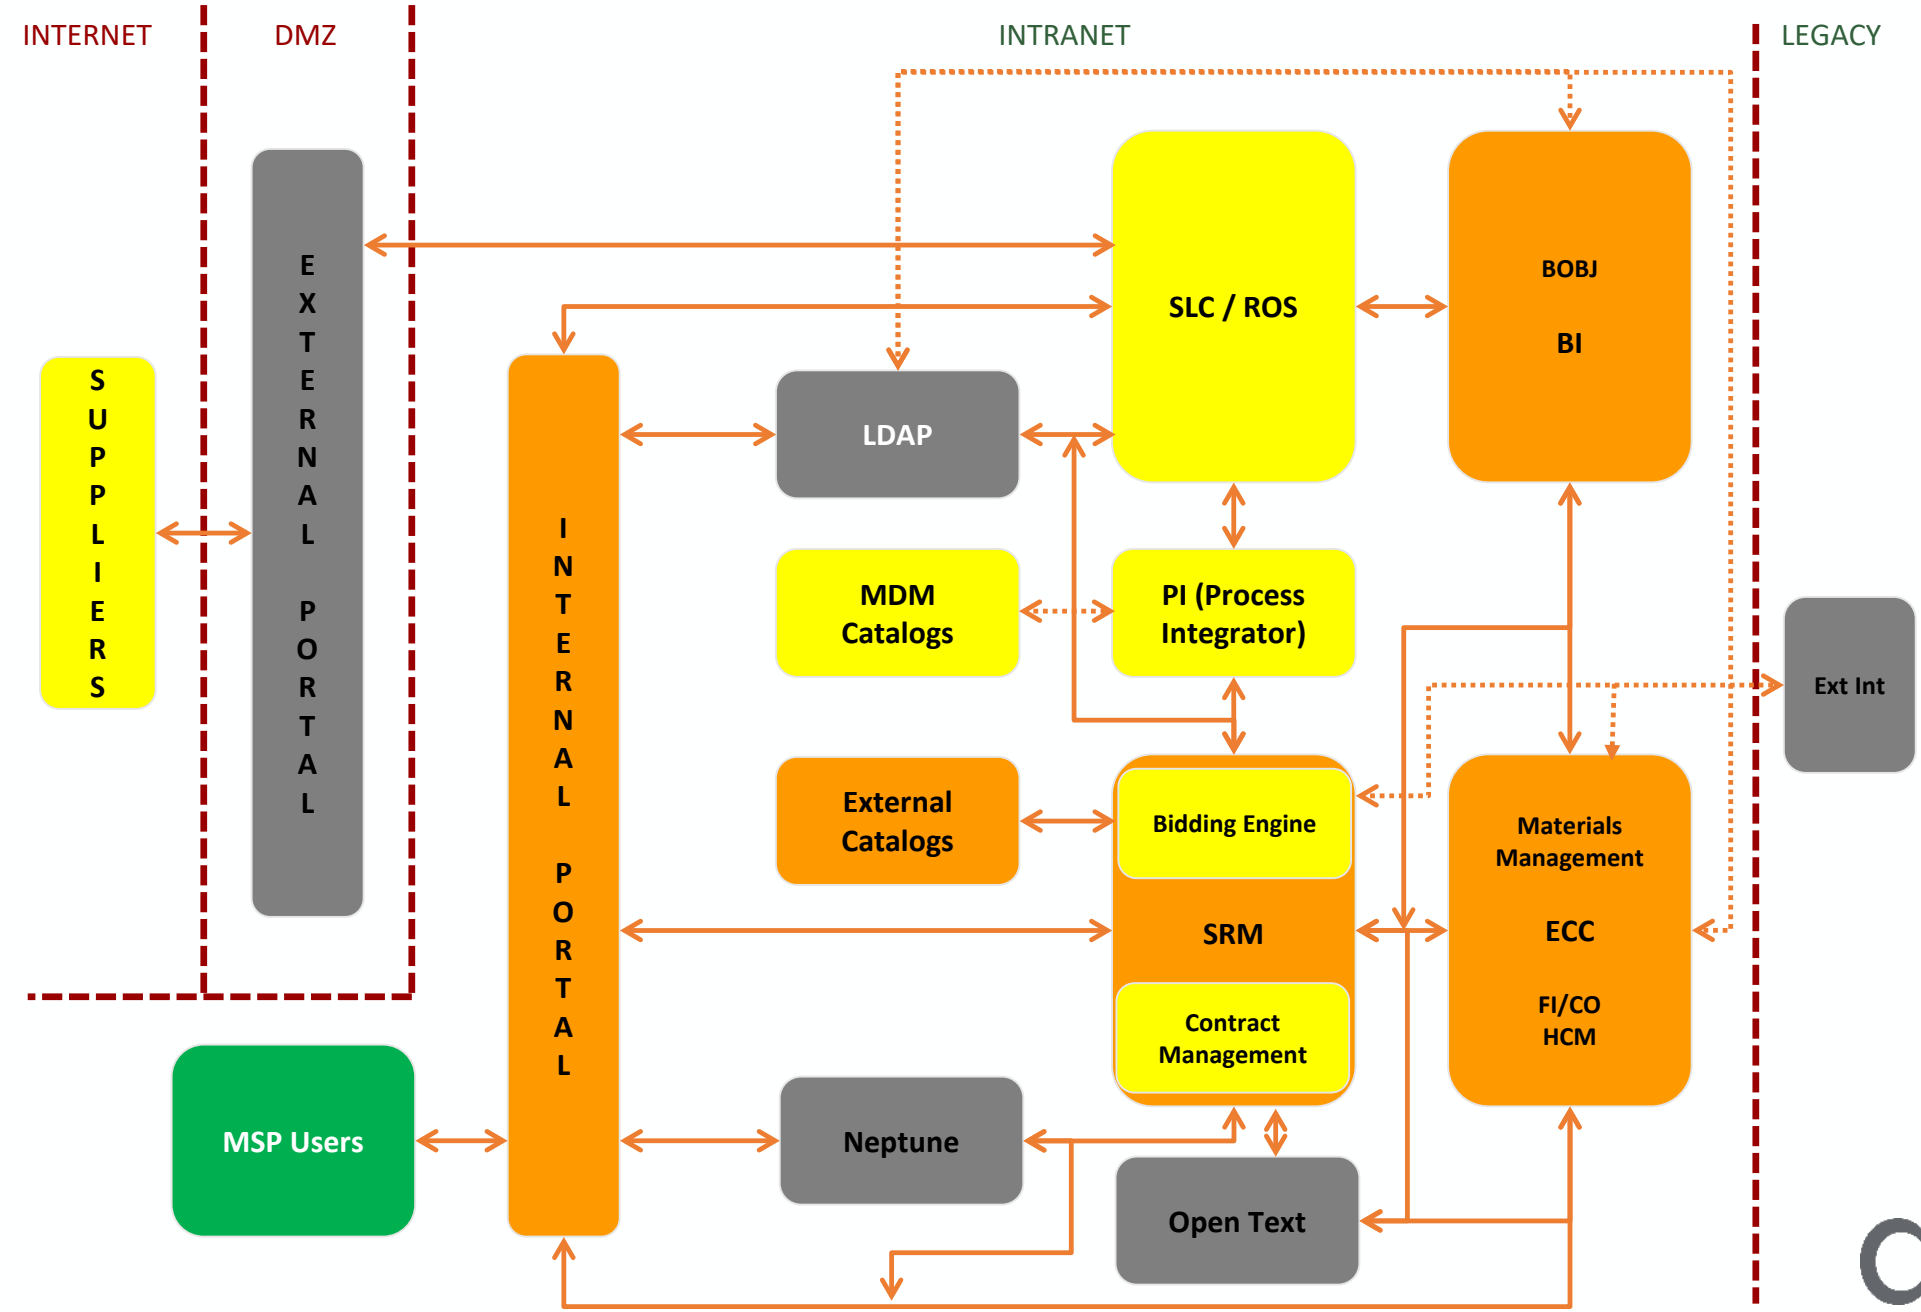 INTERNET
DMZ
INTRANET
LEGACY
SUPPLIERS
EXTERNAL PORTAL
INTERNAL PORTAL
SLC / ROS
BOBJ
BI
LDAP
MDM
Catalogs
PI (Process
Integrator)
Ext Int
External
Catalogs
Bidding Engine
SRM
Contract
Management
Materials
Management
ECC
FI/CO
HCM
MSP Users
Neptune
Open Text